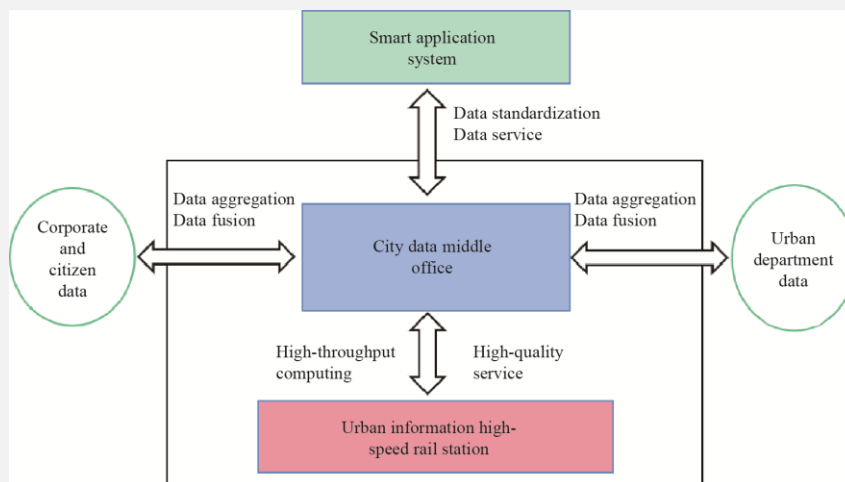 Smart application
system
Data standardization
Data service
Data aggregation
Data fusion
Data aggregation
Data fusion
Corporate
and
citizen
data
City data middle
office
Urban
department
data
High-throughput
computing
High-quality
service
Urban information high-
speed rail station